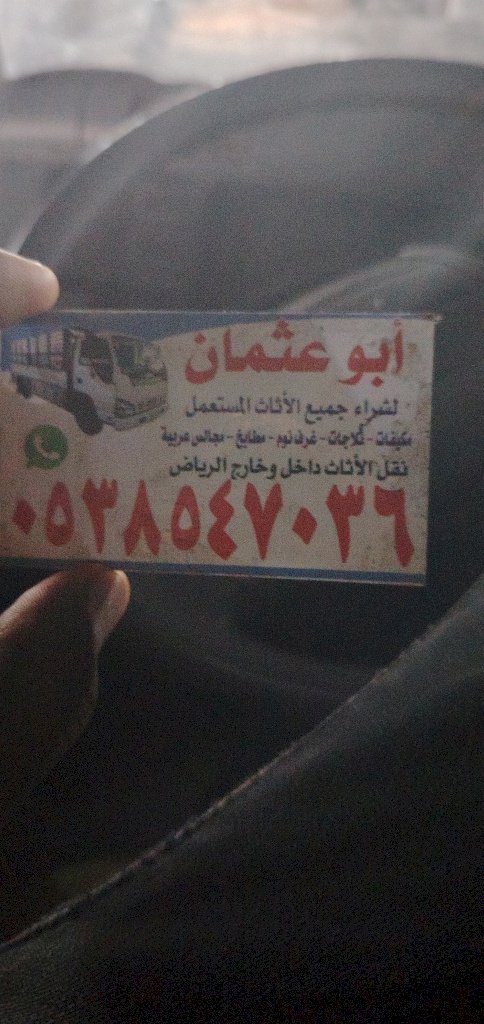 أبو عثمان
لشراء جميع الأثاث المستعمل
مكيفات - ثلاجات - غرف نوم - مطابخ - مجالس عربية
نقل الأثاث داخل وخارج الرياض
٠٥٣٨٥٤٧٠٣٦